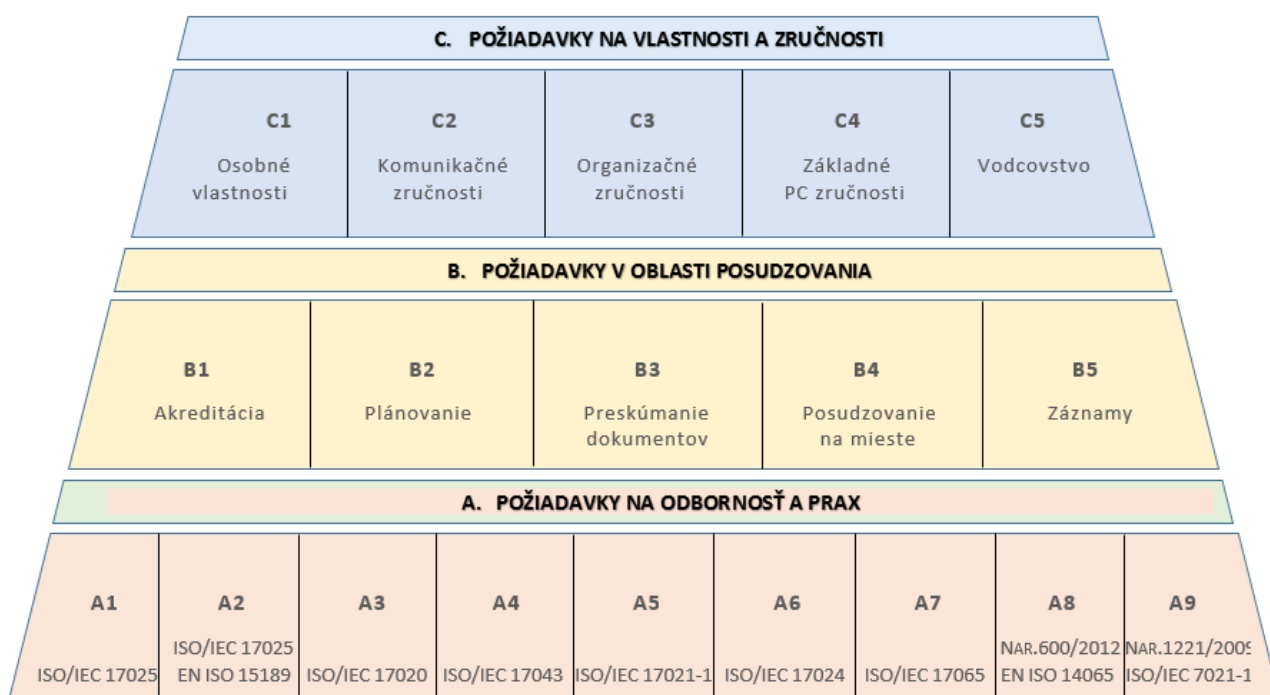 C. POŽIADAVKY NA VLASTNOSTI A ZRUČNOSTI
C1
Osobné
vlastnosti
C2
Komunikačné
zručnosti
C3
Organizačné
zručnosti
C4
Základné
PC zručnosti
C5
Vodcovstvo
B. POŽIADAVKY V OBLASTI POSUDZOVANIA
B1
Akreditácia
B2
Plánovanie
B3
Preskúmanie
dokumentov
B4
Posudzovanie
na mieste
B5
Záznamy
A. POŽIADAVKY NA ODBORNOSŤ A PRAX
A1
ISO/IEC 17025
A2
ISO/IEC 17025
EN ISO 15189
A3
ISO/IEC 17020
A4
ISO/IEC 17043
A5
ISO/IEC 17021-1
A6
ISO/IEC 17024
A7
ISO/IEC 17065
A8
NAR.600/2012
EN ISO 14065
A9
NAR.1221/2009
ISO/IEC 7021-1